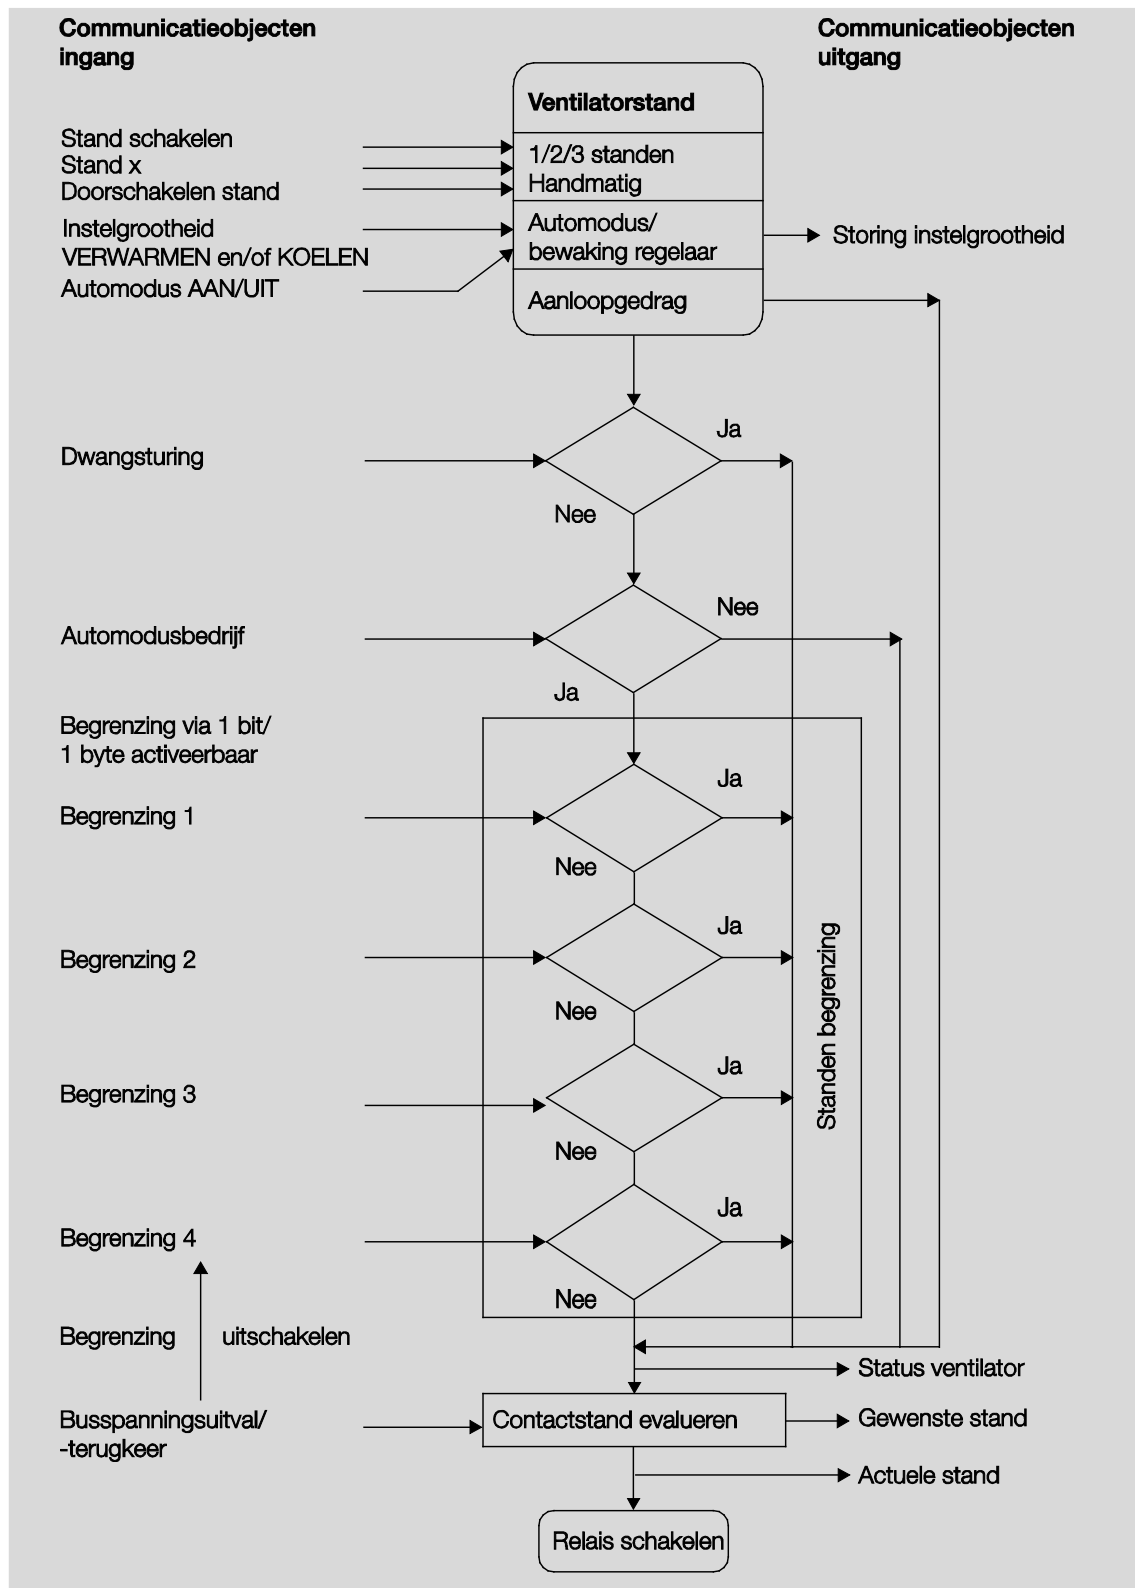 Communicatieobjecten
ingang
Communicatieobjecten
uitgang
Ventilatorstand
Stand schakelen
Stand x
Doorschakelen stand
1/2/3 standen
Handmatig
Instelgrootheid
VERWARMEN en/of KOELEN
Automodus AAN/UIT
Automodus/
bewaking regelaar
Storing instelgrootheid
Aanloopgedrag
Dwangsturing
Ja
Nee
Automodusbedrijf
Nee
Ja
Begrenzing via 1 bit/
1 byte activeerbaar
Begrenzing 1
Ja
Nee
Begrenzing 2
Ja
Nee
Standen begrenzing
Begrenzing 3
Ja
Nee
Begrenzing 4
Ja
Nee
Begrenzing uitschakelen
Status ventilator
Busspanningsuitval/
-terugkeer
Contactstand evalueren
Gewenste stand
Actuele stand
Relais schakelen